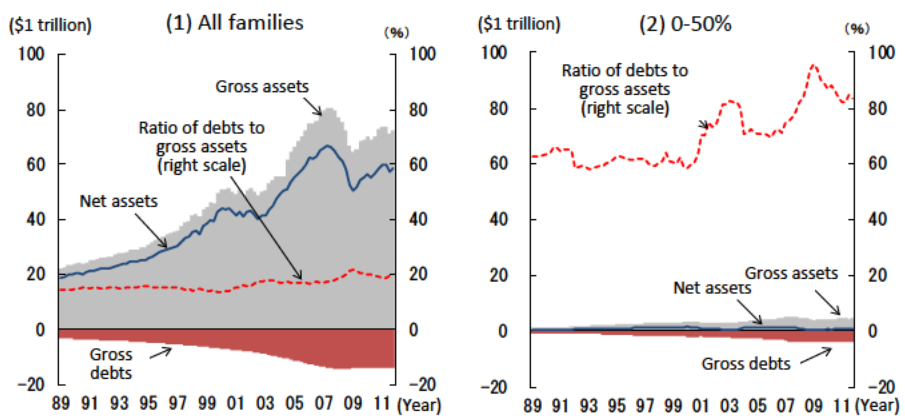 ($1 trillion)
(1) All families
(%)
100
80
60
40
20
0
−20
100
80
60
40
20
0
−20
Gross assets
Ratio of debts to
gross assets
(right scale)
Net assets
Gross
debts
89 91 93 95 97 99 01 03 05 07 09 11 (Year)
($1 trillion)
(2) 0-50%
(%)
100
80
60
40
20
0
−20
100
80
60
40
20
0
−20
Ratio of debts to
gross assets
(right scale)
Gross assets
Net assets
Gross debts
89 91 93 95 97 99 01 03 05 07 09 11 (Year)